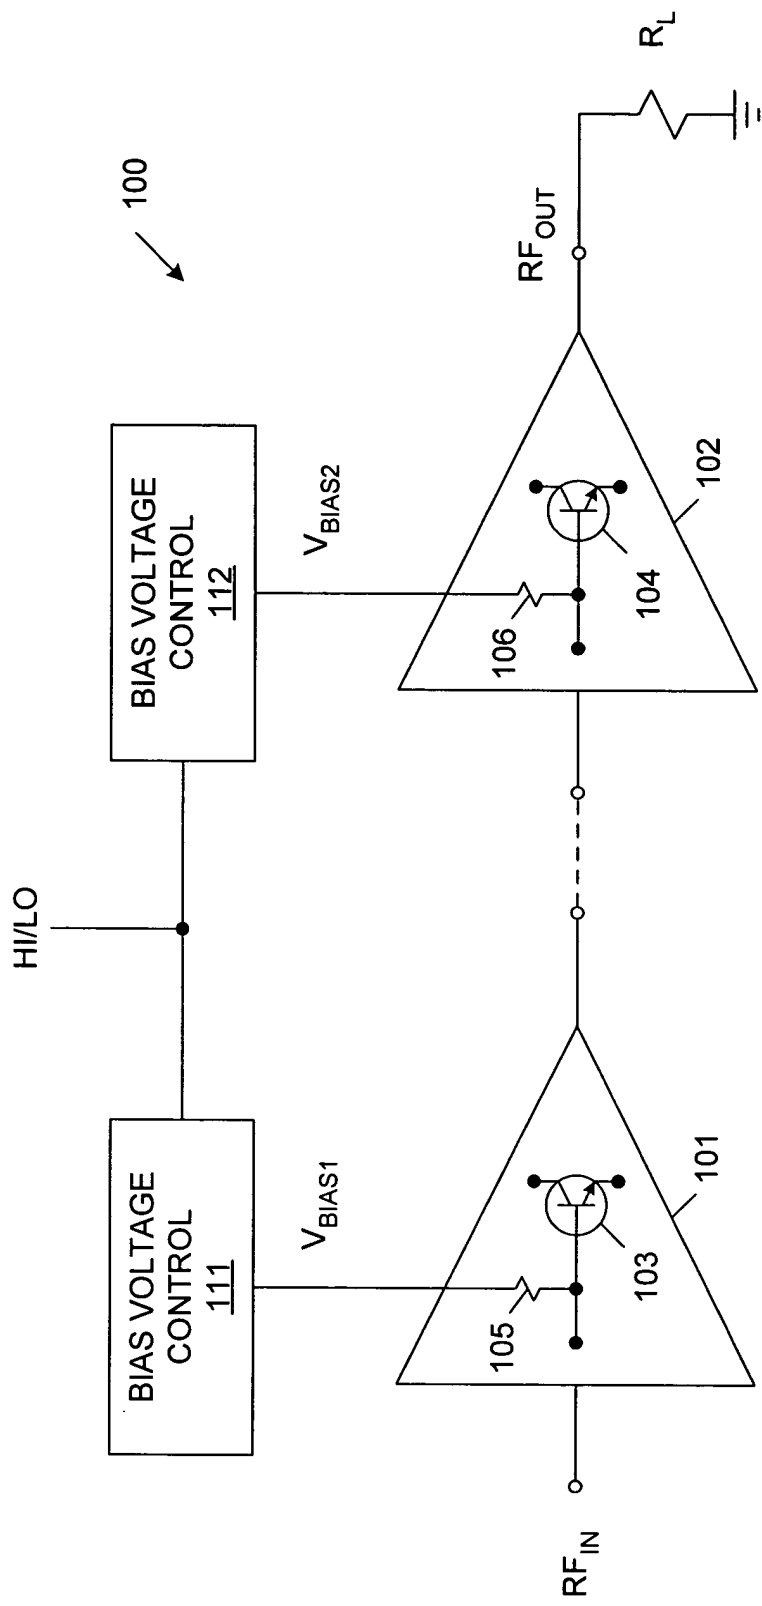 100
HI/LO
BIAS VOLTAGE
CONTROL
111
BIAS VOLTAGE
CONTROL
112
V_BIAS1
V_BIAS2
RF_IN
105
103
101
106
104
102
RF_OUT
R_L